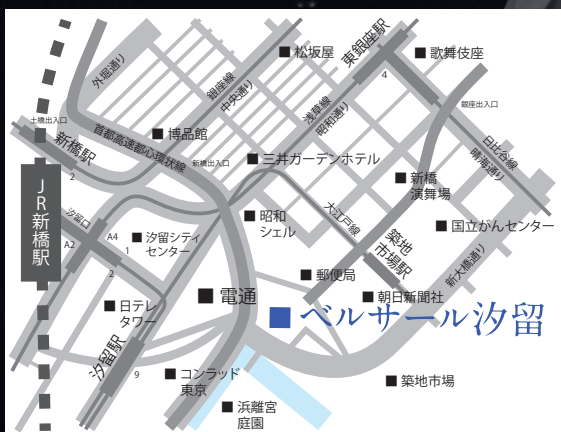 外堀通り
銀座線
中央通り
松坂屋
東銀座駅
4
歌舞伎座
浅草線
昭和通り
銀座出入口
土橋出入口
新橋駅
2
首都高速都心環状線
博品館
新橋出入口
三井ガーデンホテル
日比谷線
晴海通り
新橋
演舞場
JR新橋駅
汐留口
A2
A4
1
2
汐留シティ
センター
昭和
シェル
大江戸線
築地
市場駅
国立がんセンター
新大橋通り
郵便局
朝日新聞社
日テレ
タワー
電通
ベルサール汐留
汐留駅
9
コンラッド
東京
浜離宮
庭園
築地市場